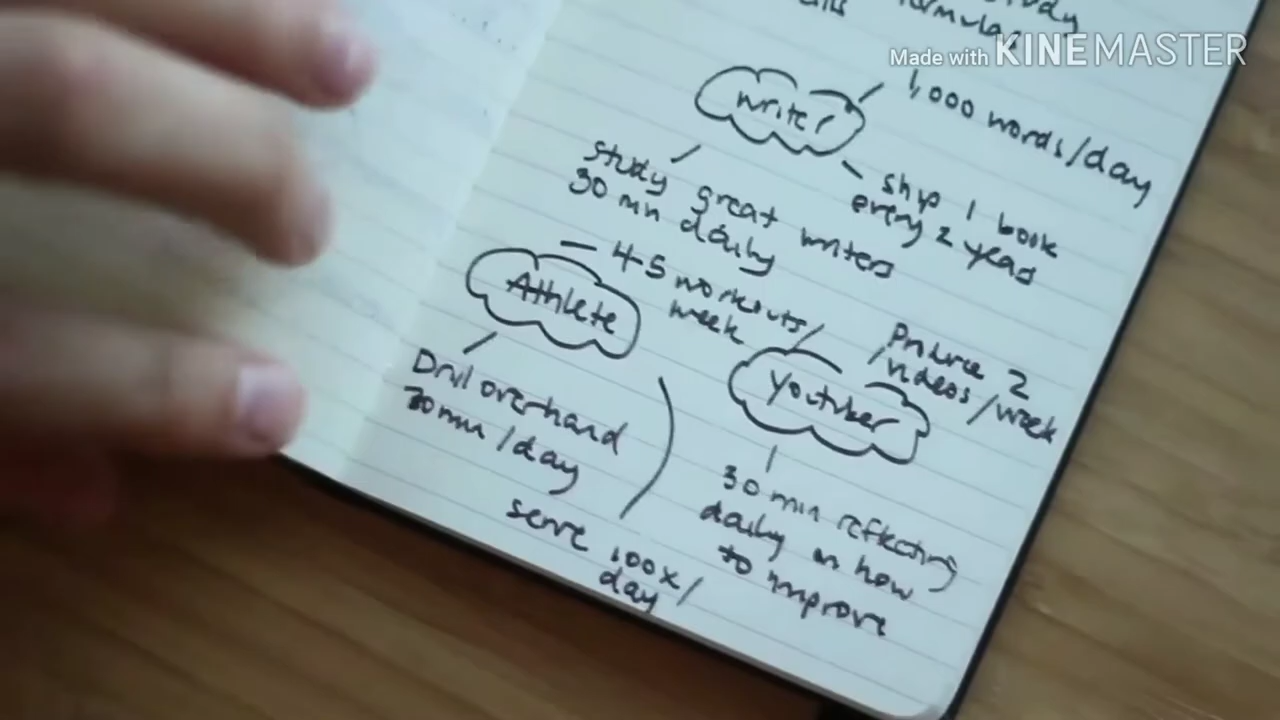 study
Made with KINEMASTER
writer
1,000 words/day
ship 1 book
every 2 years
study great writers
30 min daily
Athlete
4-5 workouts/
week
Drill overhand
30 min/day
serve 100x/
day
Youtuber
Produce 2
videos/week
30 min reflecting
daily on how
to improve